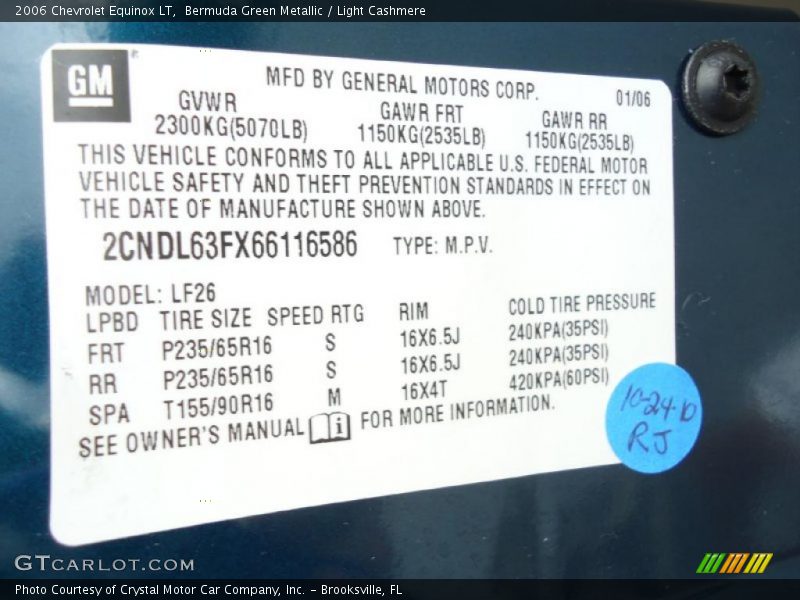 2006 Chevrolet Equinox LT,  Bermuda Green Metallic / Light Cashmere
GM
MFD BY GENERAL MOTORS CORP.
01/06
GVWR GAWR FRT GAWR RR
2300KG(5070LB) 1150KG(2535LB) 1150KG(2535LB)
THIS VEHICLE CONFORMS TO ALL APPLICABLE U.S. FEDERAL MOTOR
VEHICLE SAFETY AND THEFT PREVENTION STANDARDS IN EFFECT ON
THE DATE OF MANUFACTURE SHOWN ABOVE.
2CNDL63FX66116586 TYPE: M.P.V.
MODEL: LF26
LPBD TIRE SIZE SPEED RTG RIM COLD TIRE PRESSURE
FRT P235/65R16 S 16X6.5J 240KPA(35PSI)
RR P235/65R16 S 16X6.5J 240KPA(35PSI)
SPA T155/90R16 M 16X4T 420KPA(60PSI)
SEE OWNER'S MANUAL i FOR MORE INFORMATION.
10-24-10
RJ
GTCARLOT.COM
Photo Courtesy of Crystal Motor Car Company, Inc. - Brooksville, FL